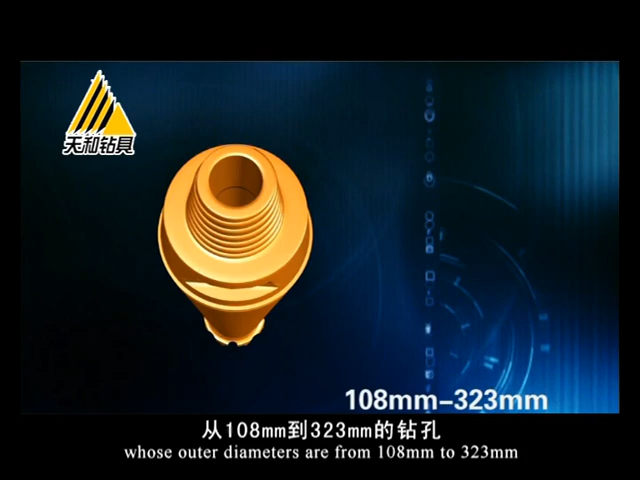 天和钻具
108mm-323mm
从108mm到323mm的钻孔
whose outer diameters are from 108mm to 323mm